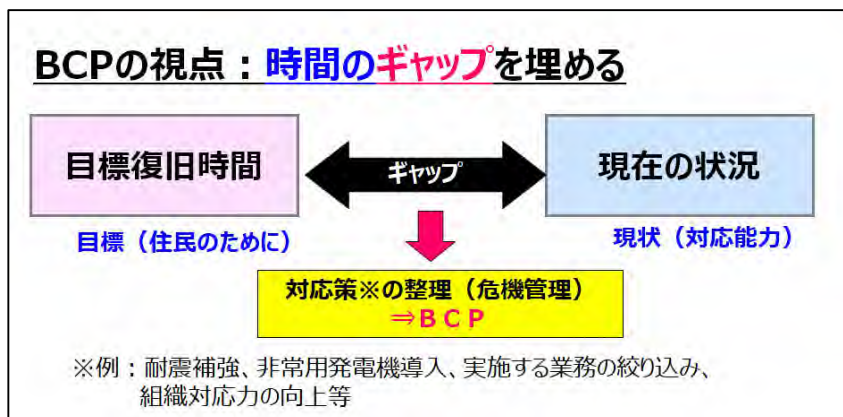 BCPの視点：時間のギャップを埋める
目標復旧時間
ギャップ
現在の状況
目標（住民のために）
現状（対応能力）
対応策※の整理（危機管理）
⇒ＢＣＰ
※例：耐震補強、非常用発電機導入、実施する業務の絞り込み、
組織対応力の向上等